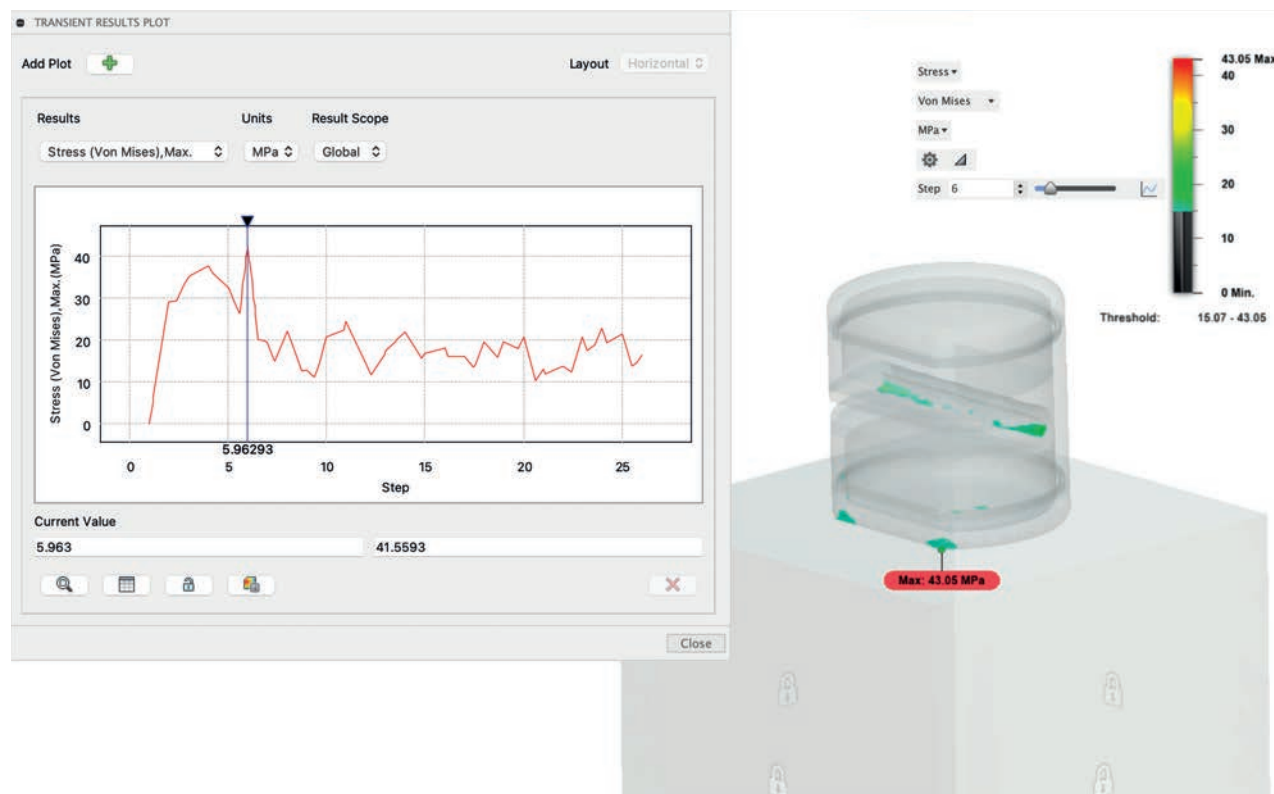 TRANSIENT RESULTS PLOT
Add Plot
Layout Horizontal
Results Units Result Scope
Stress (Von Mises),Max. MPa Global
Stress (Von Mises),Max,(MPa)
40
30
20
10
0
5.96293
0 5 10 15 20 25
Step
Current Value
5.963 41.5593
Close
Stress
Von Mises
MPa
Step 6
43.05 Max
40
30
20
10
0 Min.
Threshold: 15.07 - 43.05
Max: 43.05 MPa